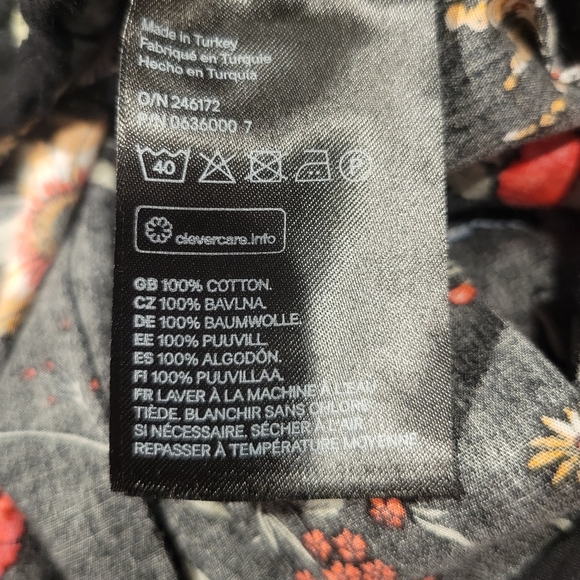 Made in Turkey
Fabriqué en Turquie
Hecho en Turquía
O/N 246172
P/N 0636000 7
40 P
clevercare.info
GB 100% COTTON.
CZ 100% BAVLNA.
DE 100% BAUMWOLLE.
EE 100% PUUVILL.
ES 100% ALGODÓN.
FI 100% PUUVILLAA.
FR LAVER À LA MACHINE À L'EAU
TIÈDE. BLANCHIR SANS CHLORE
SI NÉCESSAIRE. SÉCHER À L'AIR.
REPASSER À TEMPÉRATURE MOYENNE.